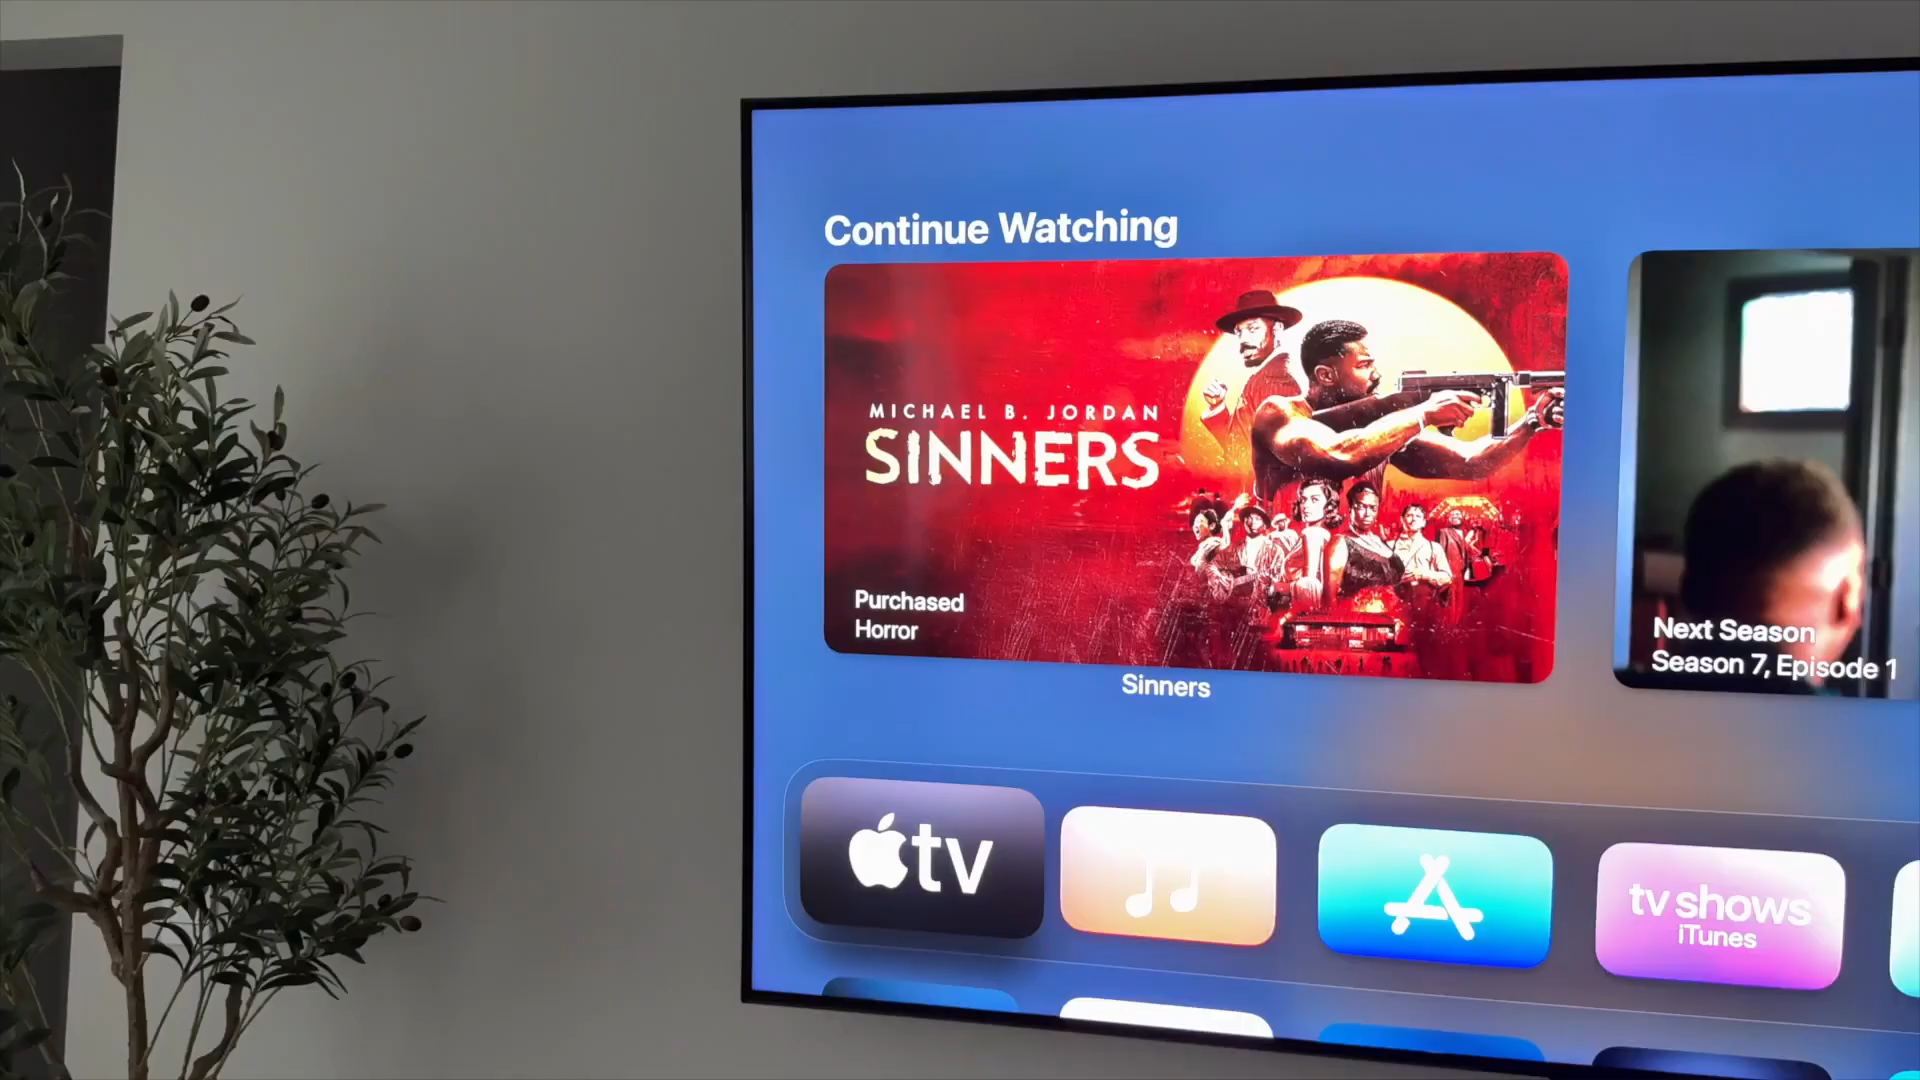 Continue Watching
MICHAEL B. JORDAN
SINNERS
Purchased
Horror
Sinners
Next Season
Season 7, Episode 1
tv
tv shows
iTunes